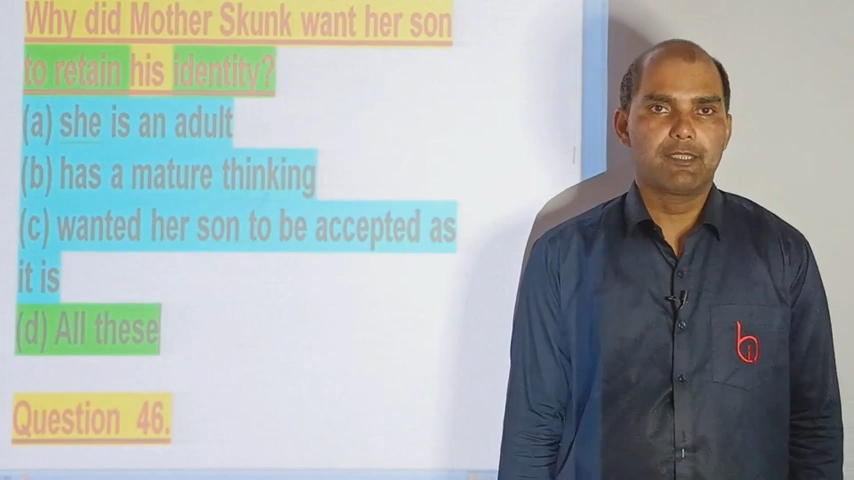 Why did Mother Skunk want her son
to retain his identity?
(a) she is an adult
(b) has a mature thinking
(c) wanted her son to be accepted as
it is
(d) All these
Question 46.